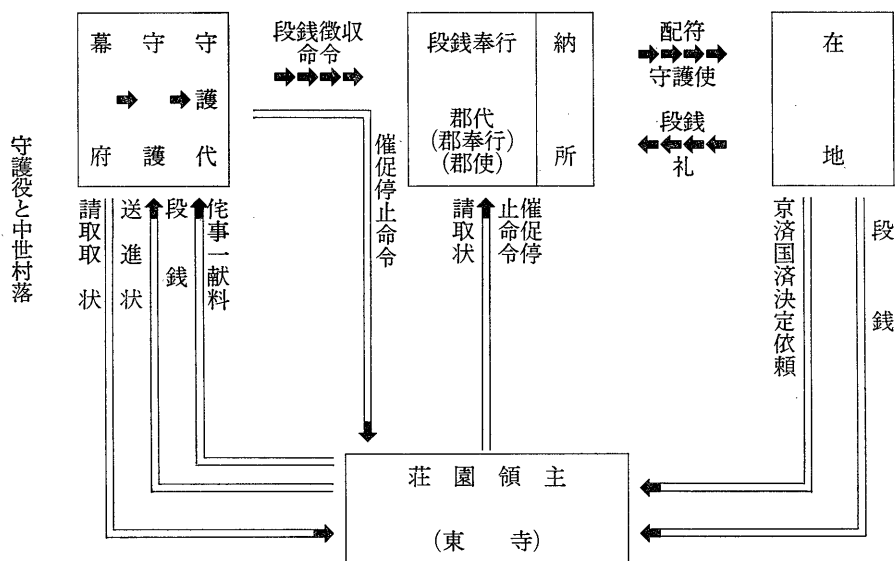 幕府
守護
守護代
段銭徴収
命令
段銭奉行
郡代
(郡奉行)
(郡使)
納所
配符
守護使
段銭
礼
在地
守護役と中世村落
請取取状
送進状
段銭
侘事一献料
催促停止命令
請取状
催促停
止命令
京済国済決定依頼
段銭
荘園領主
(東寺)